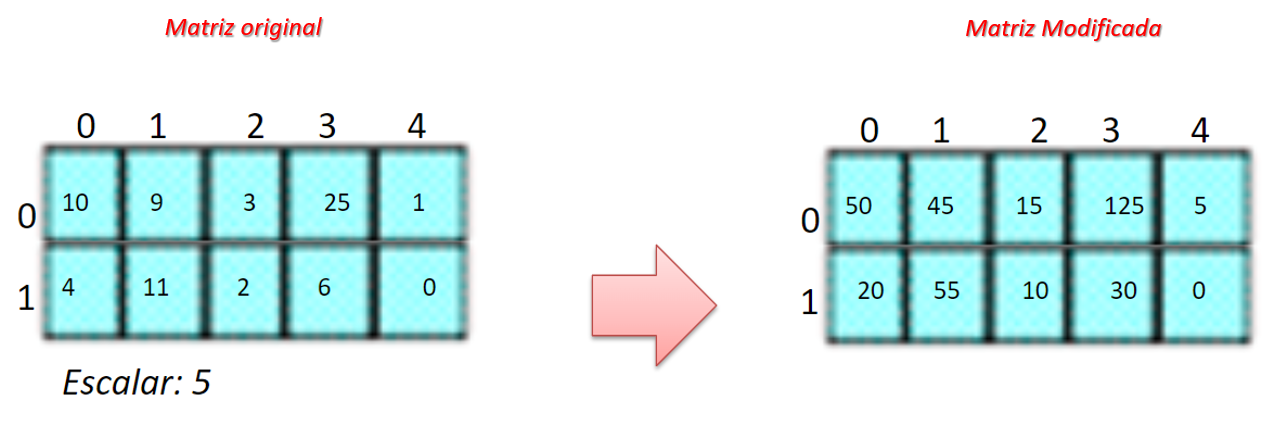 Matriz original
Matriz Modificada
0 1 2 3 4
0 10 9 3 25 1
1 4 11 2 6 0
Escalar: 5
0 1 2 3 4
0 50 45 15 125 5
1 20 55 10 30 0